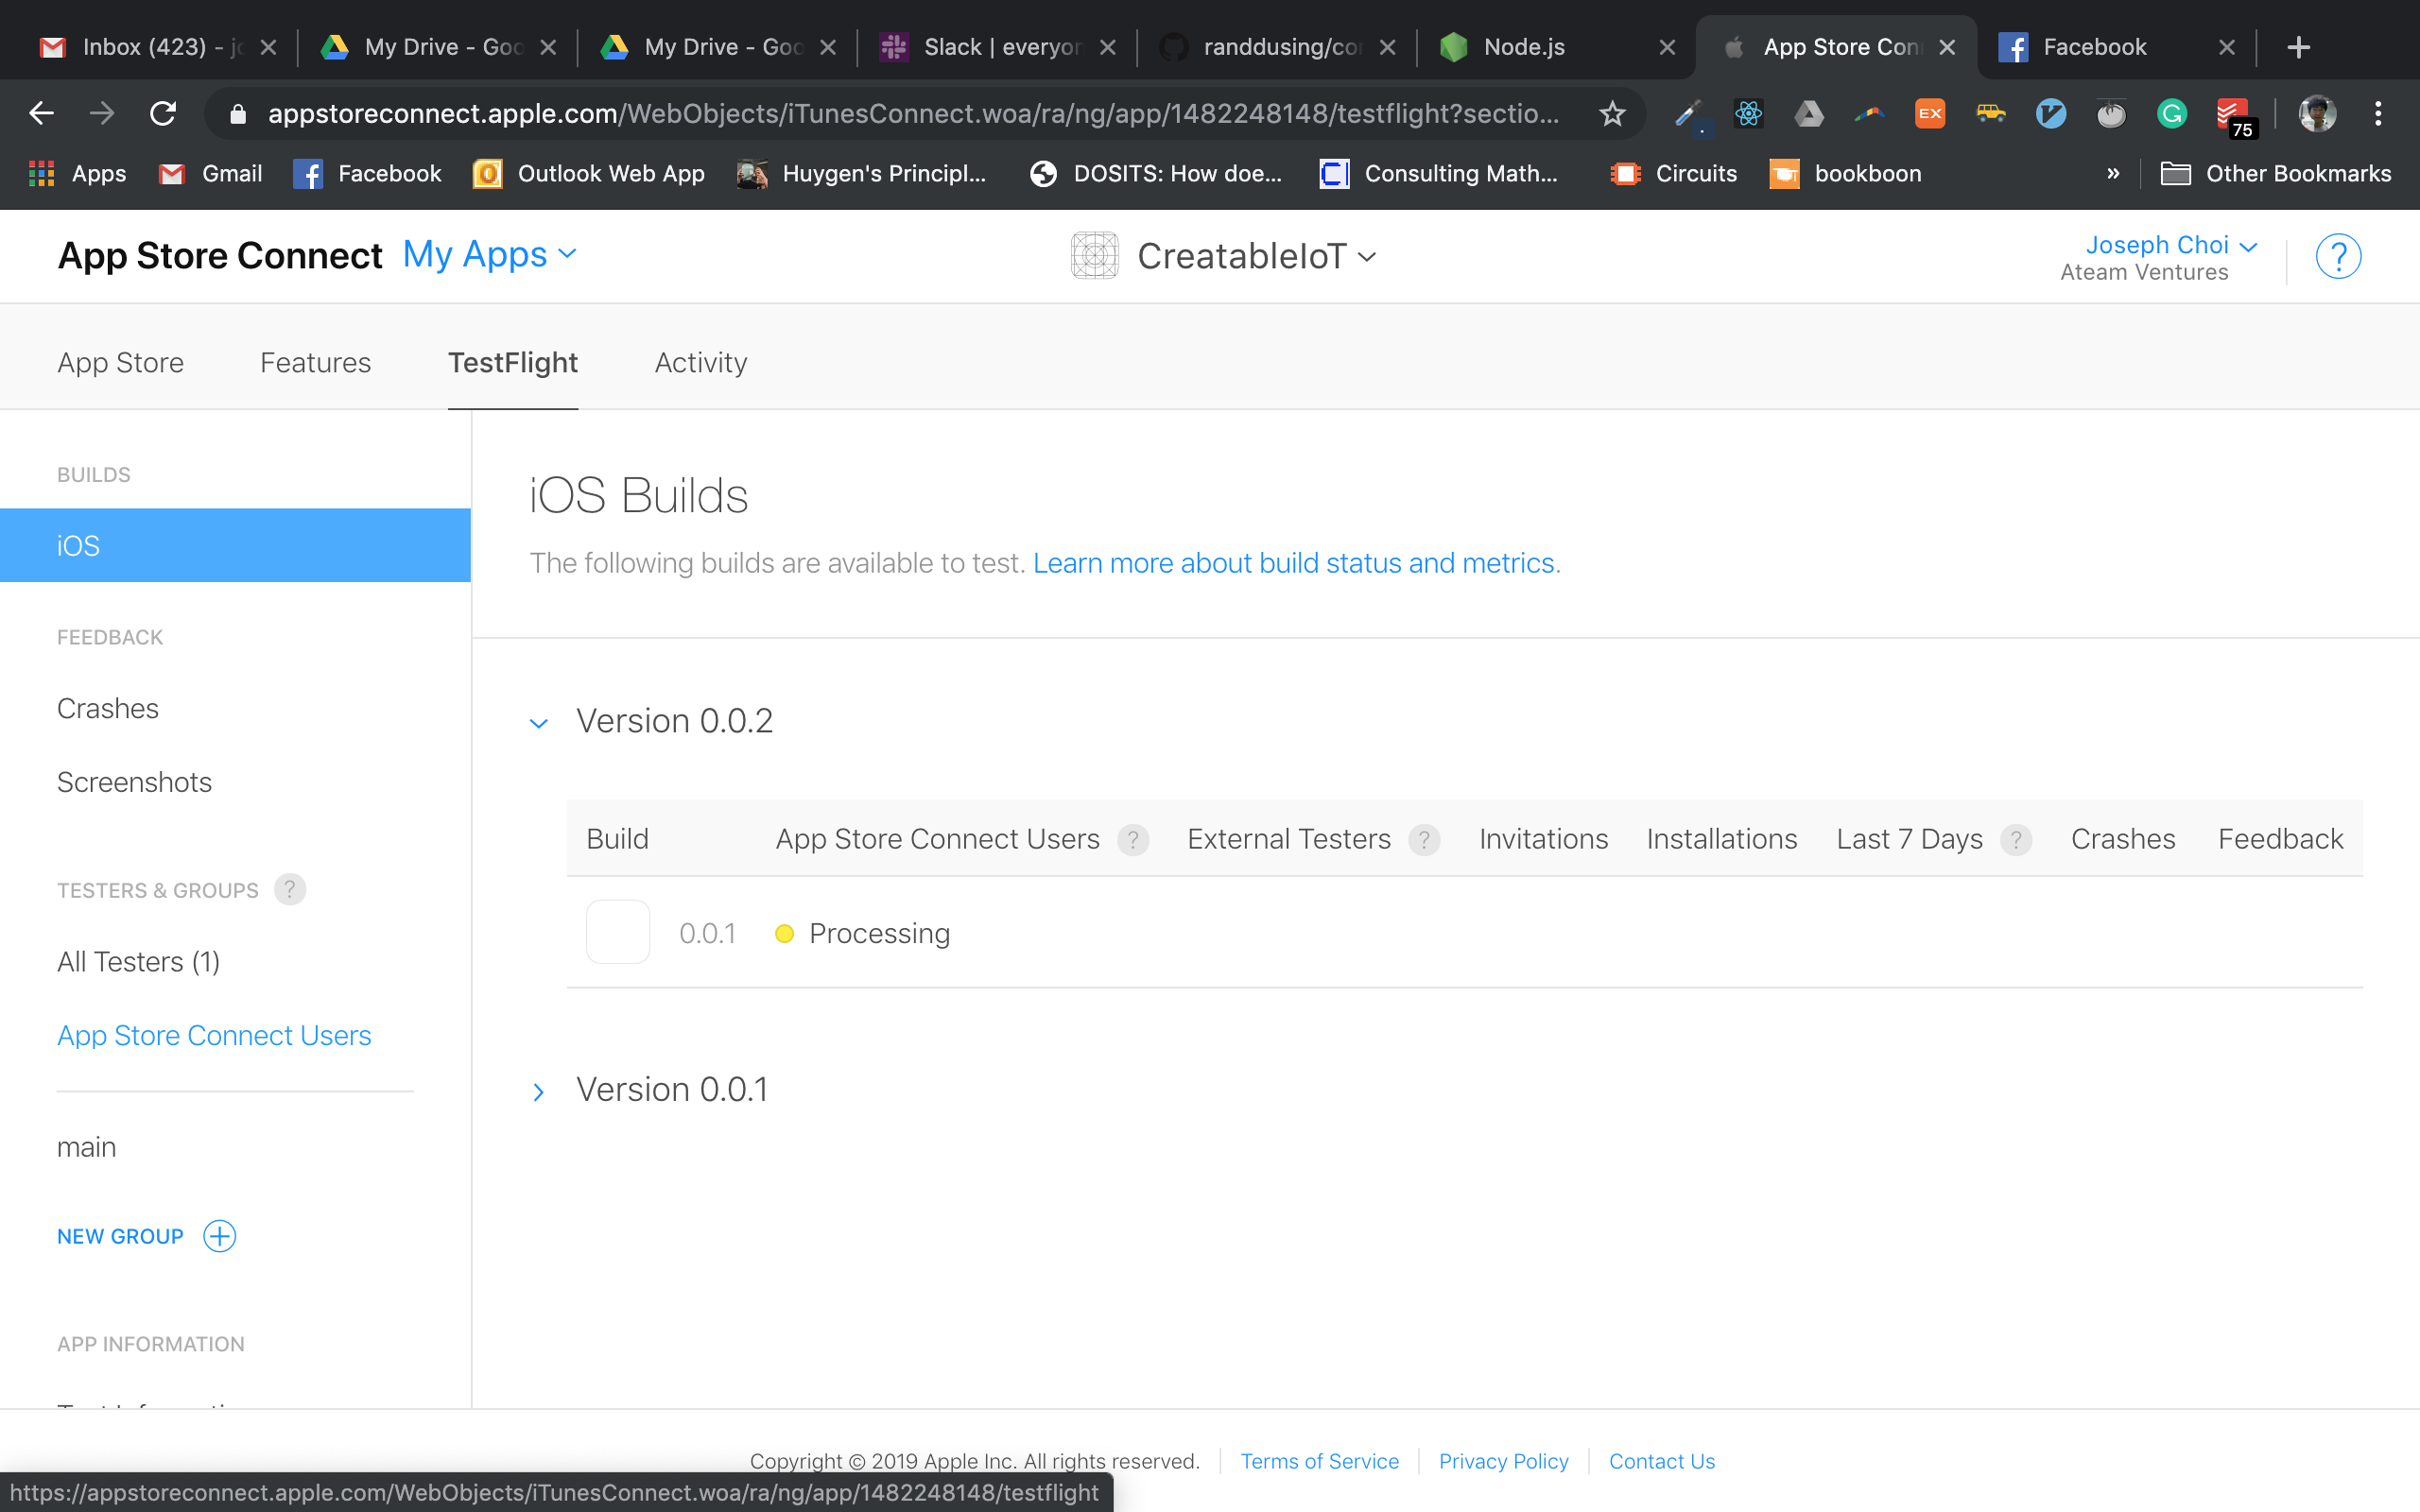 Inbox (423) - jo
My Drive - Goo
My Drive - Goo
Slack | everyon
randdusing/cor
Node.js
App Store Conn
Facebook
appstoreconnect.apple.com/WebObjects/iTunesConnect.woa/ra/ng/app/1482248148/testflight?sectio...
EX
75
Apps
Gmail
Facebook
Outlook Web App
Huygen's Principl...
DOSITS: How doe...
Consulting Math...
Circuits
bookboon
»
Other Bookmarks
App Store Connect
My Apps
CreatableIoT
Joseph Choi
Ateam Ventures
?
App Store
Features
TestFlight
Activity
BUILDS
iOS
FEEDBACK
Crashes
Screenshots
TESTERS & GROUPS ?
All Testers (1)
App Store Connect Users
main
NEW GROUP
APP INFORMATION
iOS Builds
The following builds are available to test. Learn more about build status and metrics.
Version 0.0.2
Build App Store Connect Users ? External Testers ? Invitations Installations Last 7 Days ? Crashes Feedback
0.0.1 Processing
Version 0.0.1
Copyright © 2019 Apple Inc. All rights reserved.
Terms of Service
Privacy Policy
Contact Us
https://appstoreconnect.apple.com/WebObjects/iTunesConnect.woa/ra/ng/app/1482248148/testflight